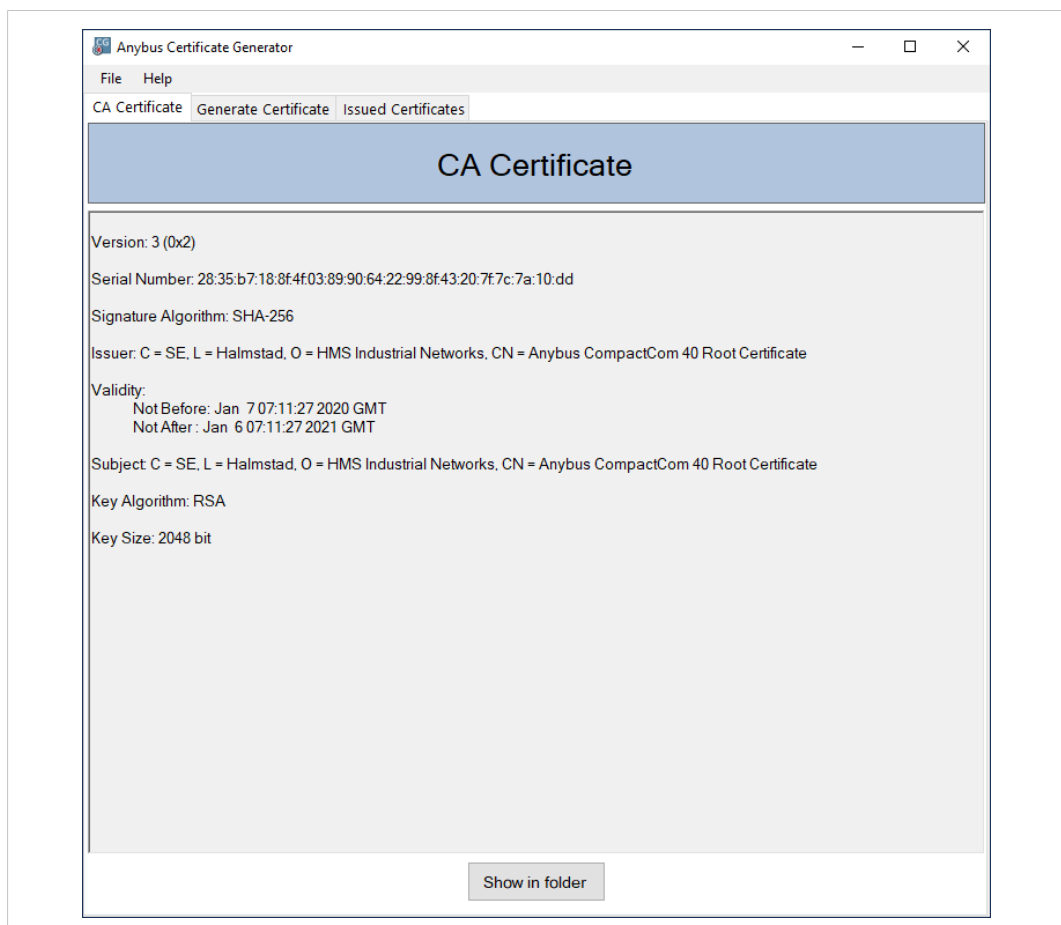 Anybus Certificate Generator
File Help
CA Certificate Generate Certificate Issued Certificates
CA Certificate
Version: 3 (0x2)
Serial Number: 28:35:b7:18:8f:4f:03:89:90:64:22:99:8f:43:20:7f:7c:7a:10:dd
Signature Algorithm: SHA-256
Issuer: C = SE, L = Halmstad, O = HMS Industrial Networks, CN = Anybus CompactCom 40 Root Certificate
Validity:
Not Before: Jan 7 07:11:27 2020 GMT
Not After : Jan 6 07:11:27 2021 GMT
Subject: C = SE, L = Halmstad, O = HMS Industrial Networks, CN = Anybus CompactCom 40 Root Certificate
Key Algorithm: RSA
Key Size: 2048 bit
Show in folder